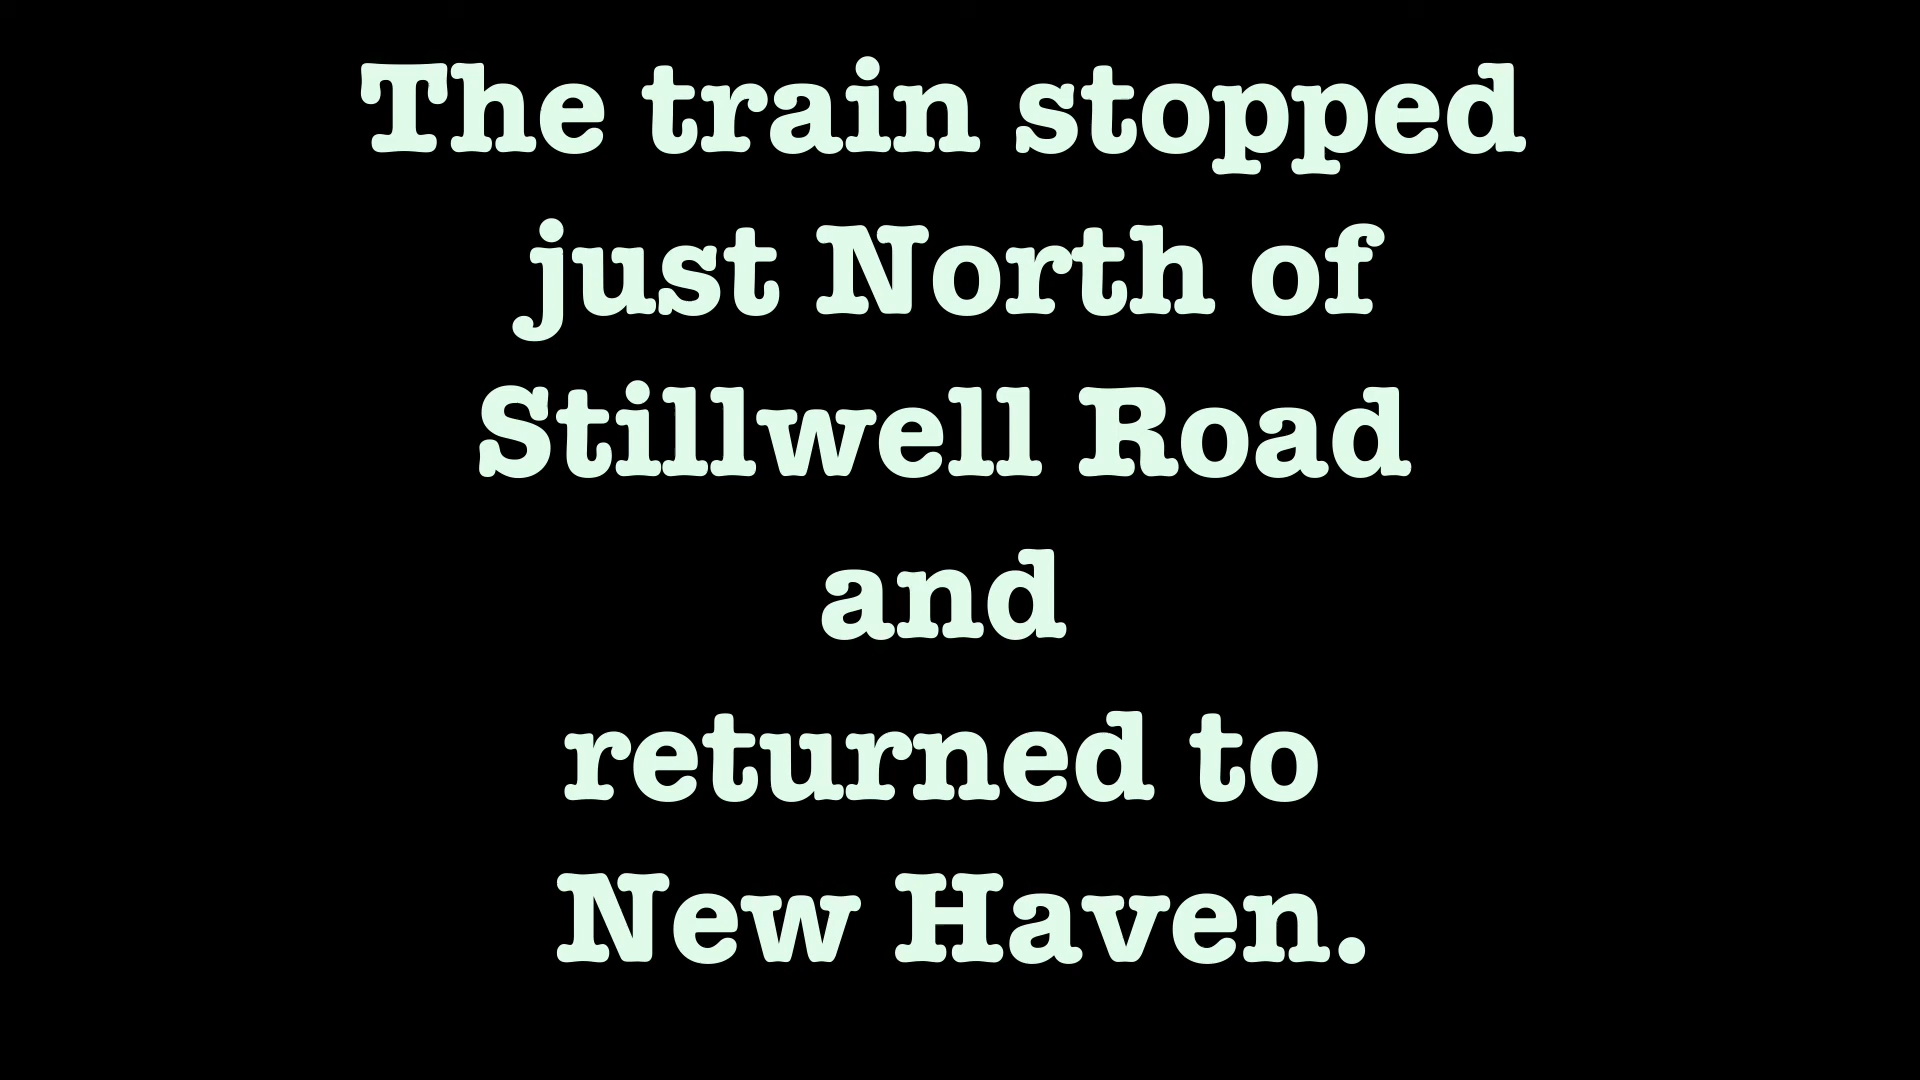 The train stopped
just North of
Stillwell Road
and
returned to
New Haven.